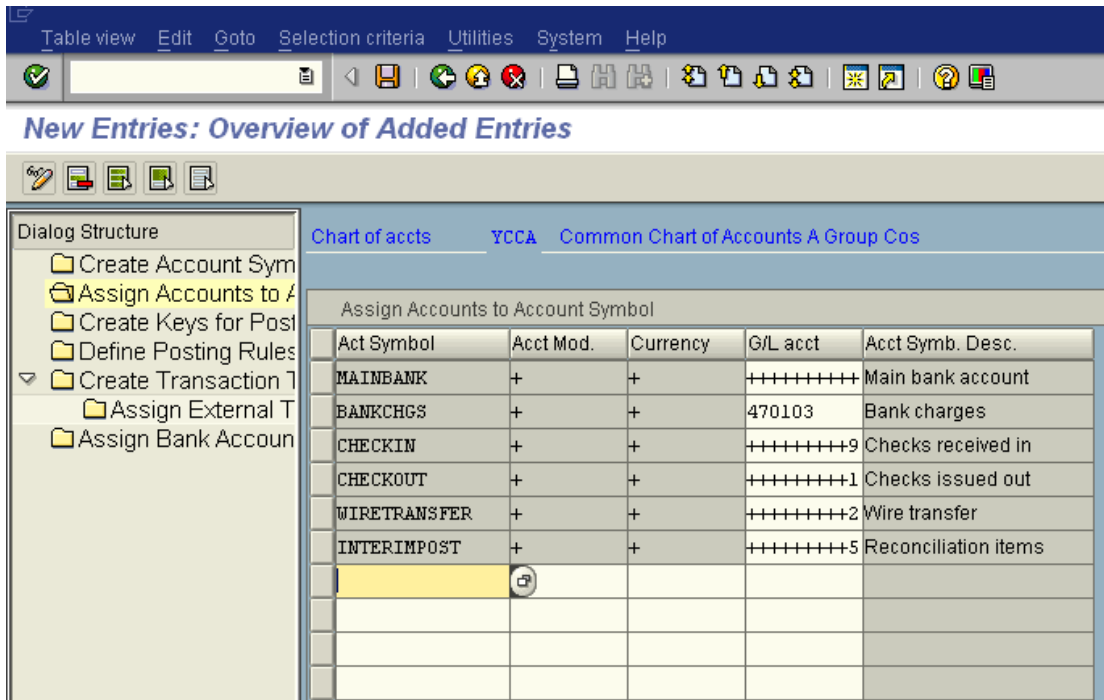 Table view Edit Goto Selection criteria Utilities System Help
New Entries: Overview of Added Entries
Dialog Structure
Create Account Sym
Assign Accounts to A
Create Keys for Post
Define Posting Rules
Create Transaction T
Assign External T
Assign Bank Accoun
Chart of accts YCCA Common Chart of Accounts A Group Cos
Assign Accounts to Account Symbol
Act Symbol Acct Mod. Currency G/L acct Acct Symb. Desc.
MAINBANK + + ++++++++++ Main bank account
BANKCHGS + + 470103 Bank charges
CHECKIN + + +++++++++9 Checks received in
CHECKOUT + + +++++++++1 Checks issued out
WIRETRANSFER + + +++++++++2 Wire transfer
INTERIMPOST + + +++++++++5 Reconciliation items